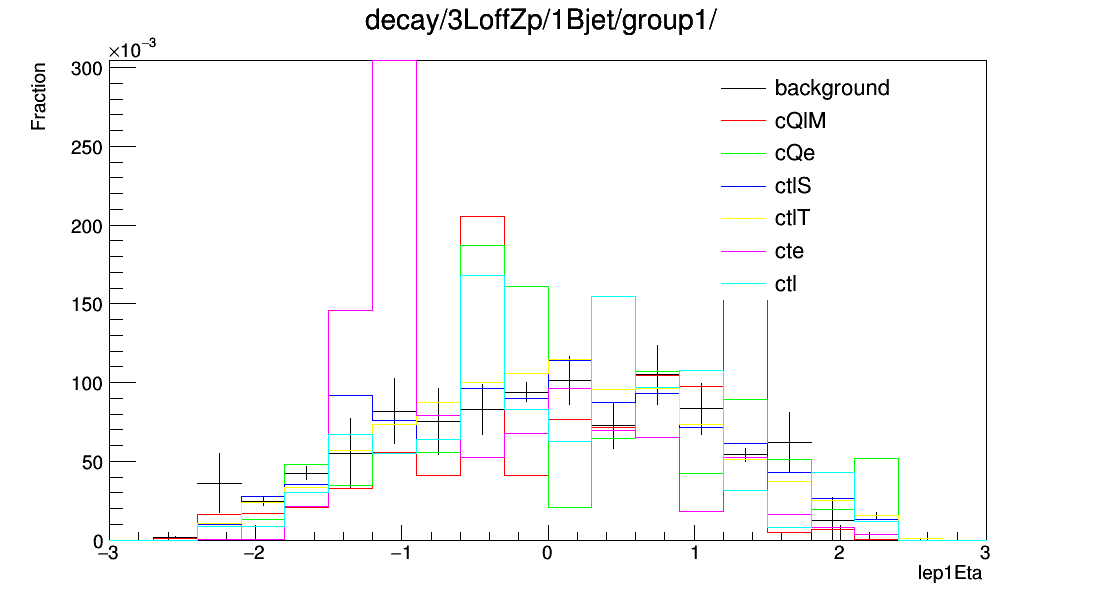 decay/3LoffZp/1Bjet/group1/
×10⁻³
Fraction
300
250
200
150
100
50
0
background
cQlM
cQe
ctlS
ctlT
cte
ctl
−3
−2
−1
0
1
2
3
lep1Eta